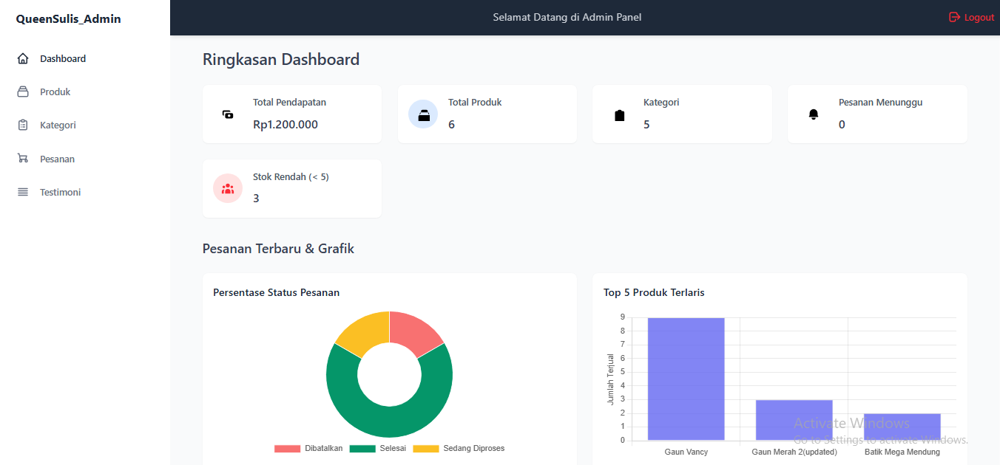 QueenSulis_Admin
Selamat Datang di Admin Panel
Logout
Dashboard
Produk
Kategori
Pesanan
Testimoni
Ringkasan Dashboard
Total Pendapatan
Rp1.200.000
Total Produk
6
Kategori
5
Pesanan Menunggu
0
Stok Rendah (< 5)
3
Pesanan Terbaru & Grafik
Persentase Status Pesanan
Dibatalkan
Selesai
Sedang Diproses
Top 5 Produk Terlaris
Jumlah Terjual
9
8
7
6
5
4
3
2
1
0
Gaun Vancy
Gaun Merah 2(updated)
Batik Mega Mendung
Activate Windows
Go to Settings to activate Windows.